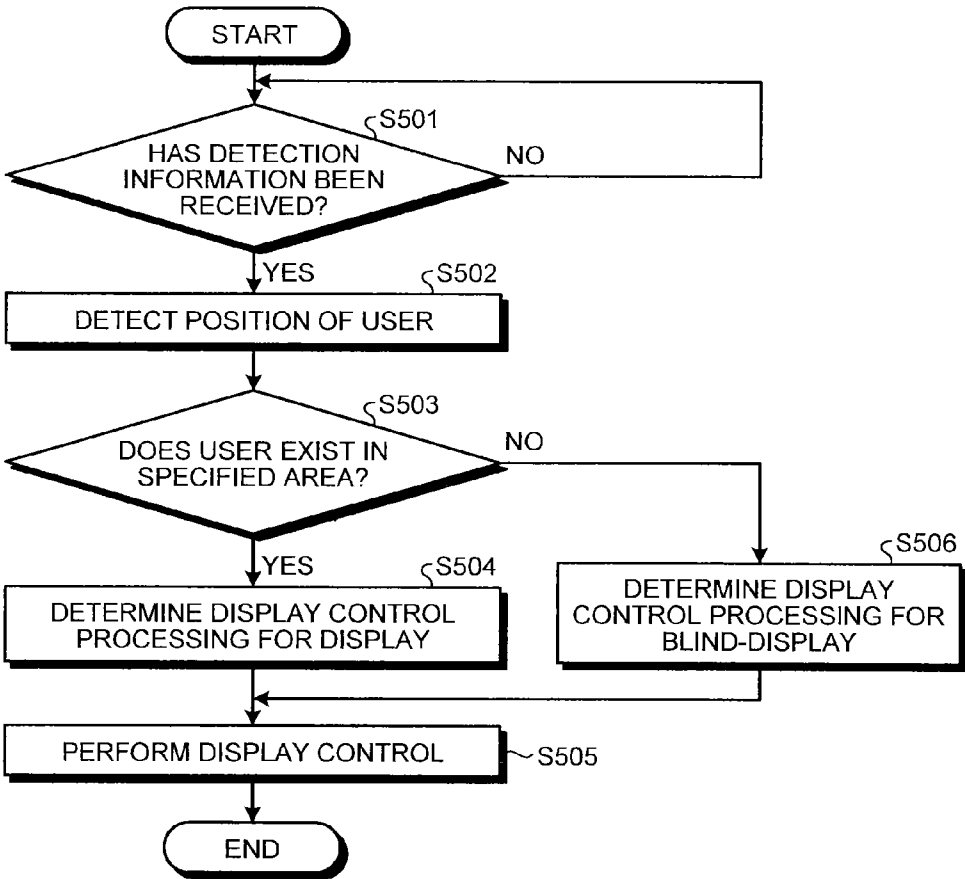 START
S501
HAS DETECTION
INFORMATION BEEN
RECEIVED?
NO
YES
S502
DETECT POSITION OF USER
S503
DOES USER EXIST IN
SPECIFIED AREA?
NO
YES
S504
DETERMINE DISPLAY CONTROL
PROCESSING FOR DISPLAY
S506
DETERMINE DISPLAY
CONTROL PROCESSING FOR
BLIND-DISPLAY
PERFORM DISPLAY CONTROL
S505
END